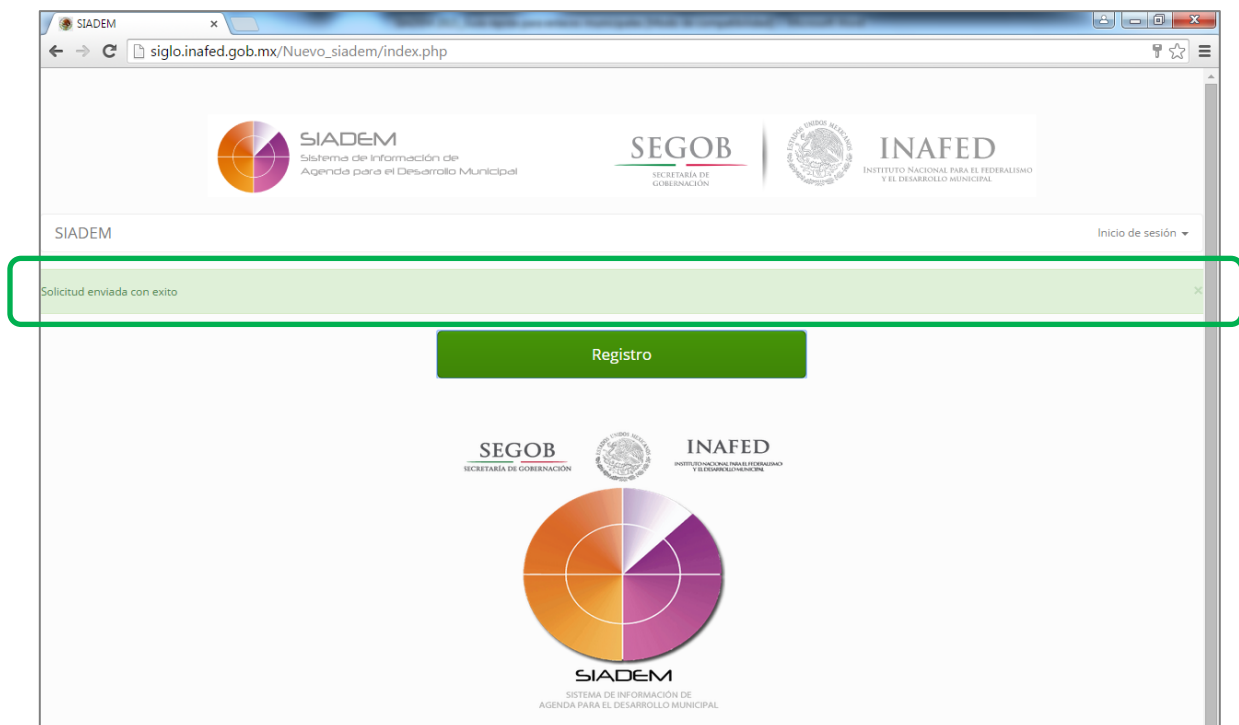 SIADEM
siglo.inafed.gob.mx/Nuevo_siadem/index.php
SIADEM
Sistema de Información de
Agenda para el Desarrollo Municipal
SEGOB
SECRETARÍA DE
GOBERNACIÓN
ESTADOS UNIDOS MEXICANOS
INAFED
INSTITUTO NACIONAL PARA EL FEDERALISMO
Y EL DESARROLLO MUNICIPAL
SIADEM
Inicio de sesión
Solicitud enviada con exito
Registro
SEGOB
SECRETARÍA DE GOBERNACIÓN
INAFED
INSTITUTO NACIONAL PARA EL FEDERALISMO
Y EL DESARROLLO MUNICIPAL
SIADEM
SISTEMA DE INFORMACIÓN DE
AGENDA PARA EL DESARROLLO MUNICIPAL